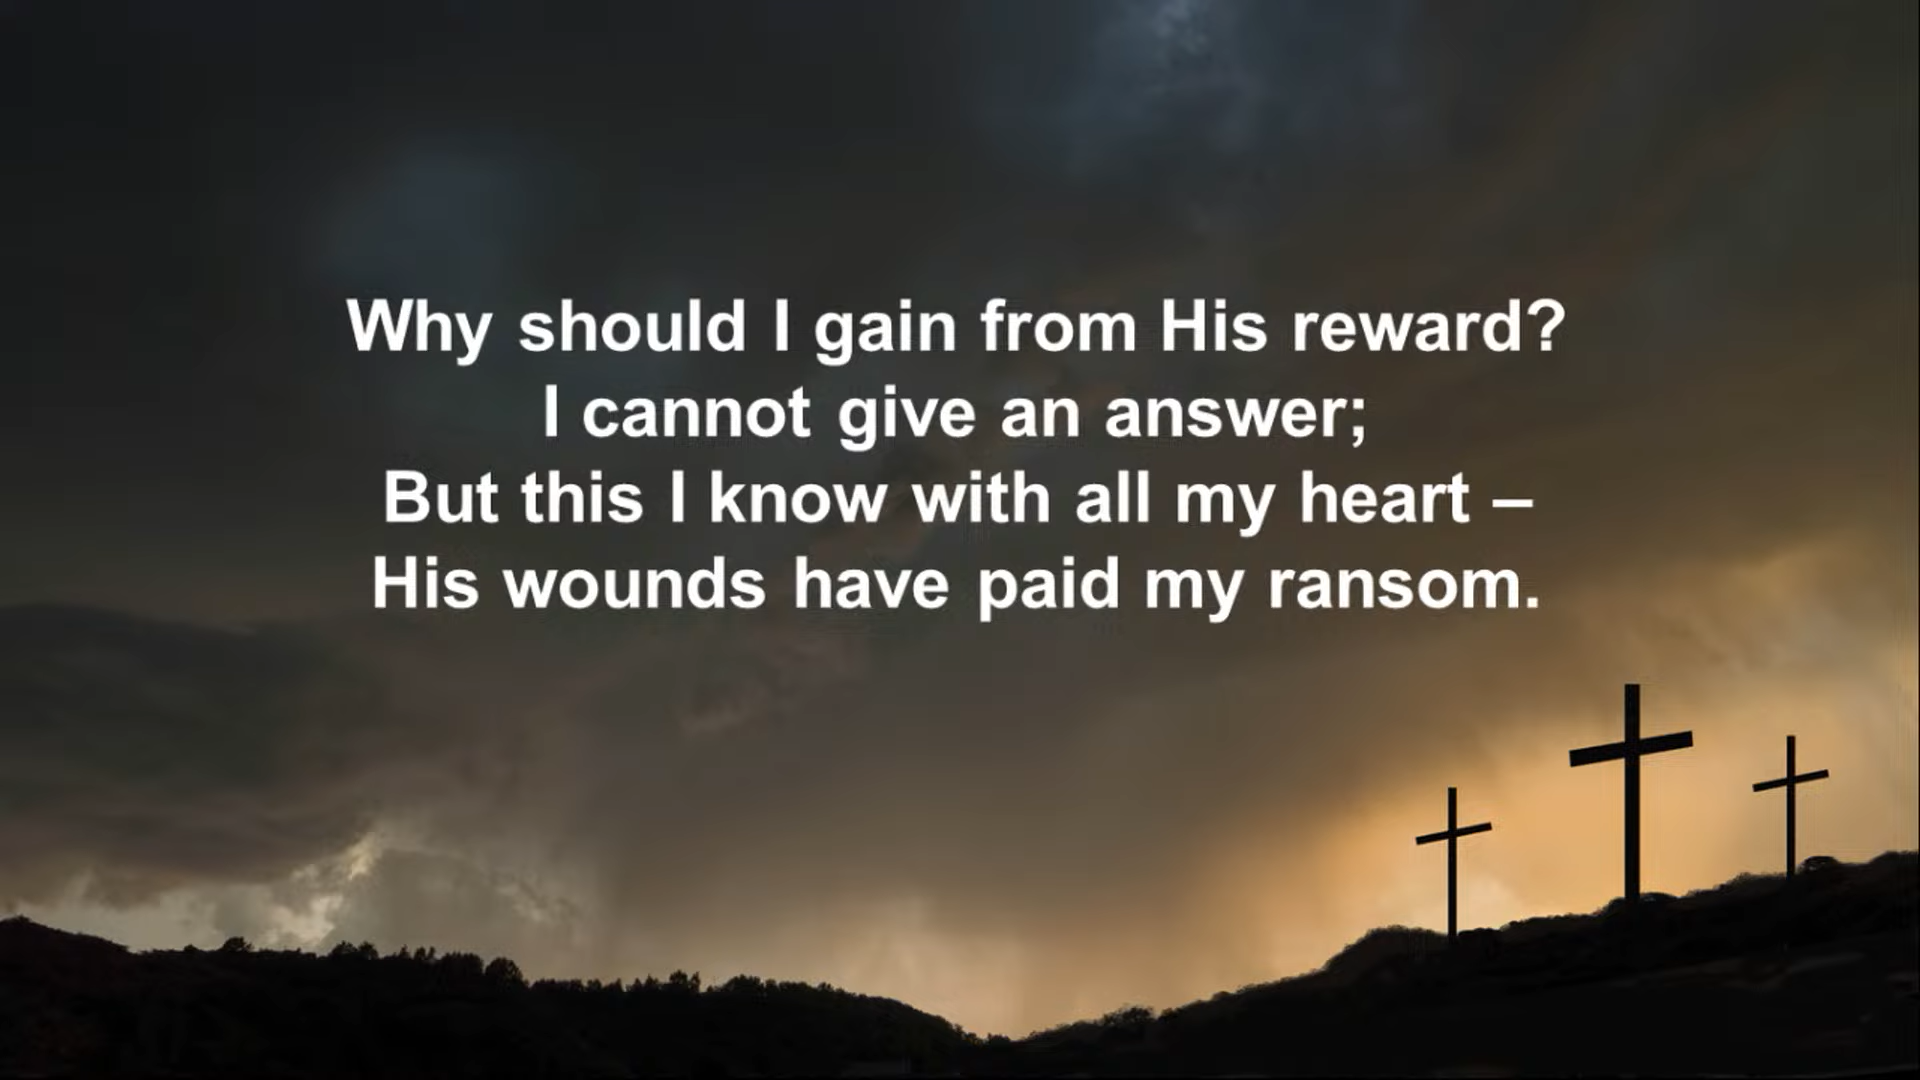 Why should I gain from His reward?
I cannot give an answer;
But this I know with all my heart –
His wounds have paid my ransom.